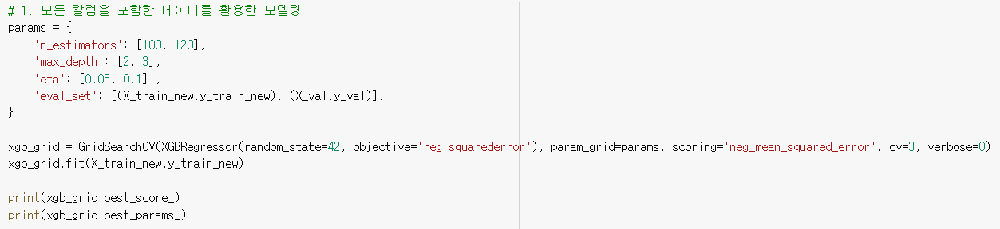 # 1. 모든 칼럼을 포함한 데이터를 활용한 모델링
params = {
    'n_estimators': [100, 120],
    'max_depth': [2, 3],
    'eta': [0.05, 0.1] ,
    'eval_set': [(X_train_new,y_train_new), (X_val,y_val)],
}
xgb_grid = GridSearchCV(XGBRegressor(random_state=42, objective='reg:squarederror'), param_grid=params, scoring='neg_mean_squared_error', cv=3, verbose=0)
xgb_grid.fit(X_train_new,y_train_new)
print(xgb_grid.best_score_)
print(xgb_grid.best_params_)